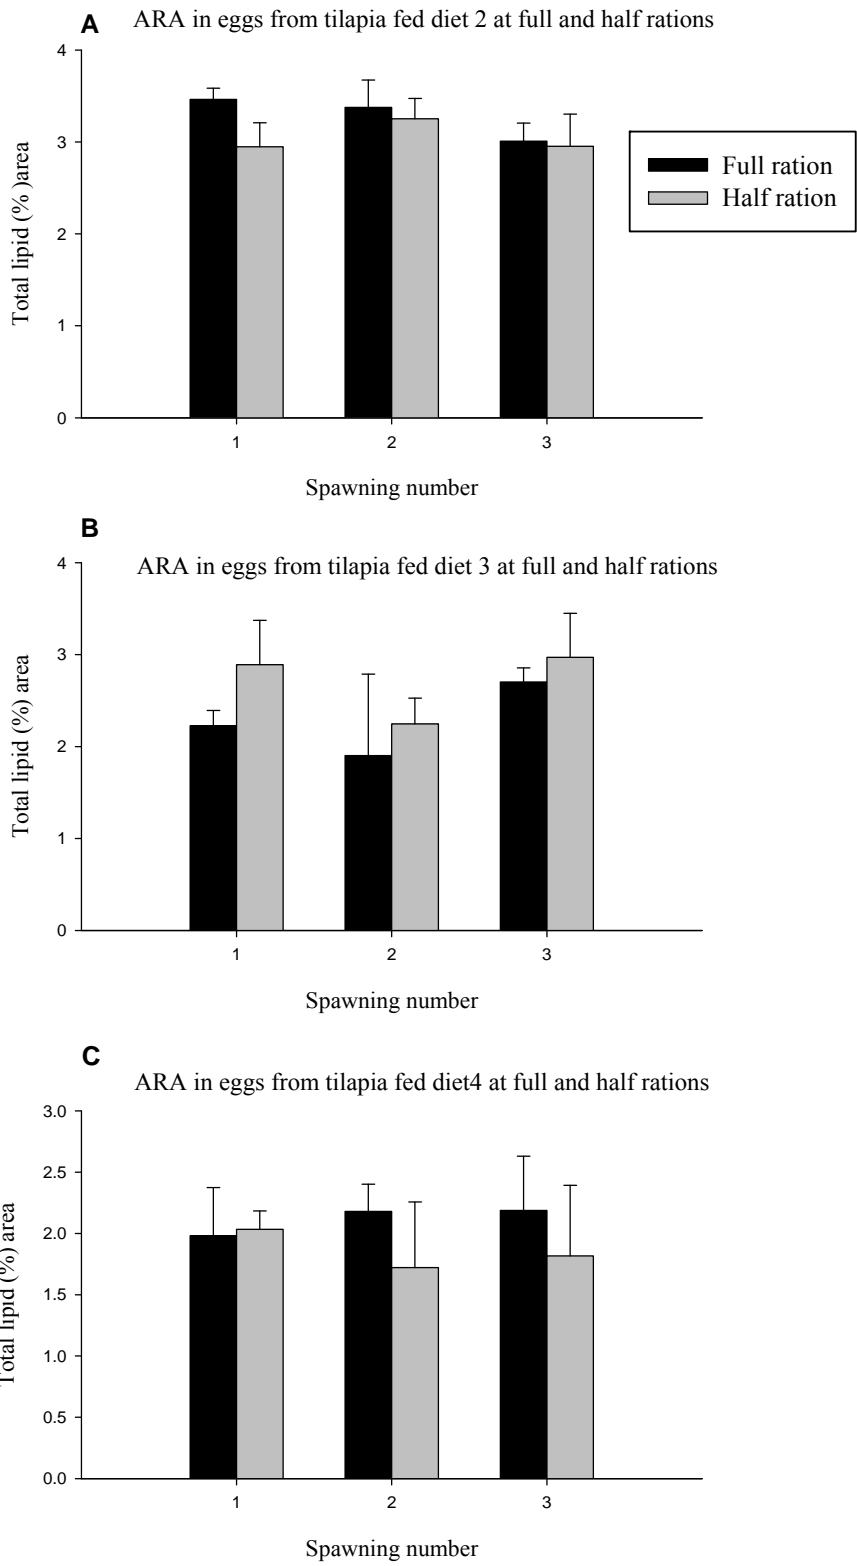 A
ARA in eggs from tilapia fed diet 2 at full and half rations
Total lipid (% )area
4
3
2
1
0
Full ration
Half ration
1 2 3
Spawning number
B
ARA in eggs from tilapia fed diet 3 at full and half rations
Total lipid (%) area
4
3
2
1
0
1 2 3
Spawning number
C
ARA in eggs from tilapia fed diet4 at full and half rations
Total lipid (%) area
3.0
2.5
2.0
1.5
1.0
0.5
0.0
1 2 3
Spawning number